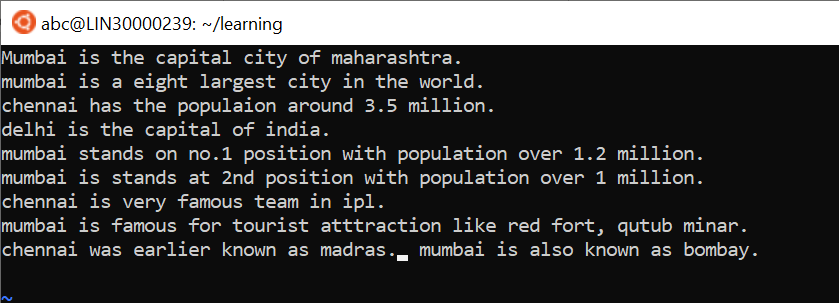 abc@LIN30000239: ~/learning
Mumbai is the capital city of maharashtra.
mumbai is a eight largest city in the world.
chennai has the populaion around 3.5 million.
delhi is the capital of india.
mumbai stands on no.1 position with population over 1.2 million.
mumbai is stands at 2nd position with population over 1 million.
chennai is very famous team in ipl.
mumbai is famous for tourist atttraction like red fort, qutub minar.
chennai was earlier known as madras.  mumbai is also known as bombay.
~